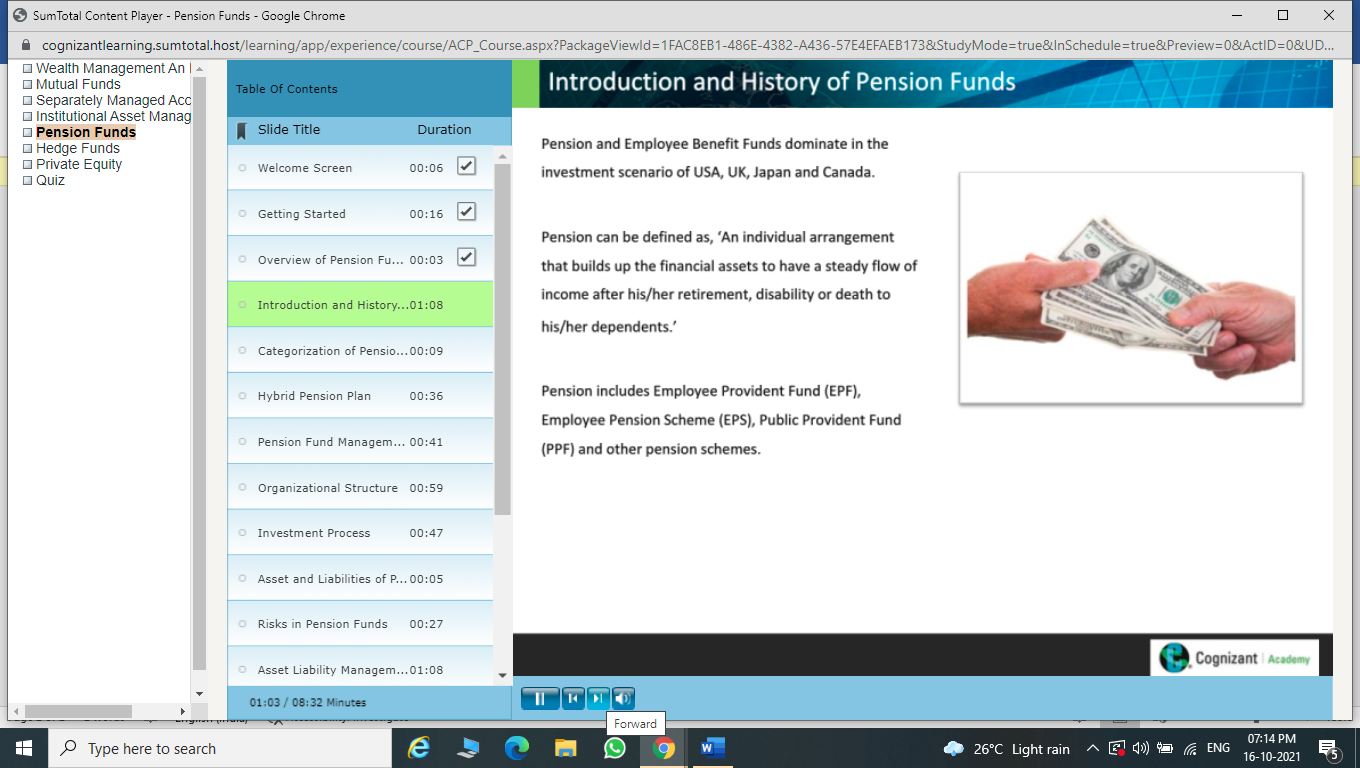 SumTotal Content Player - Pension Funds - Google Chrome
cognizantlearning.sumtotal.host/learning/app/experience/course/ACP_Course.aspx?PackageViewId=1FAC8EB1-486E-4382-A436-57E4EFAEB173&StudyMode=true&InSchedule=true&Preview=0&ActID=0&UD...
Wealth Management An I
Mutual Funds
Separately Managed Acc
Institutional Asset Manag
Pension Funds
Hedge Funds
Private Equity
Quiz
Table Of Contents
Slide Title Duration
Welcome Screen 00:06
Getting Started 00:16
Overview of Pension Fu... 00:03
Introduction and History... 01:08
Categorization of Pensio... 00:09
Hybrid Pension Plan 00:36
Pension Fund Managem... 00:41
Organizational Structure 00:59
Investment Process 00:47
Asset and Liabilities of P... 00:05
Risks in Pension Funds 00:27
Asset Liability Managem... 01:08
01:03 / 08:32 Minutes
Introduction and History of Pension Funds
Pension and Employee Benefit Funds dominate in the
investment scenario of USA, UK, Japan and Canada.
Pension can be defined as, ‘An individual arrangement
that builds up the financial assets to have a steady flow of
income after his/her retirement, disability or death to
his/her dependents.’
Pension includes Employee Provident Fund (EPF),
Employee Pension Scheme (EPS), Public Provident Fund
(PPF) and other pension schemes.
Cognizant | Academy
Forward
Type here to search
26°C Light rain
ENG
07:14 PM
16-10-2021
5